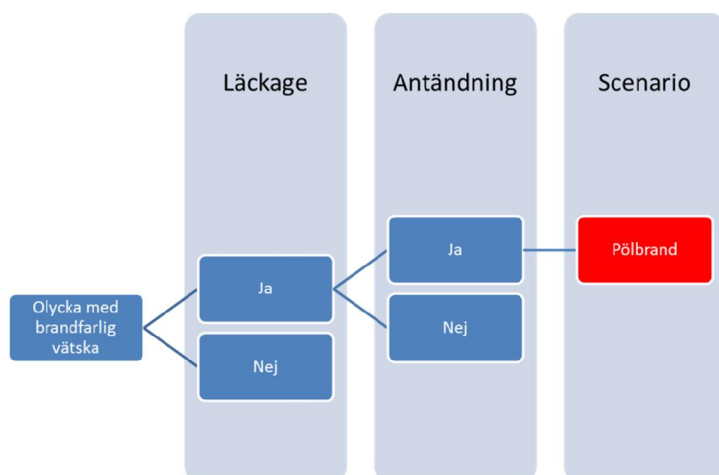 Läckage
Antändning
Scenario
Ja
Pölbrand
Ja
Olycka med
brandfarlig
vätska
Nej
Nej